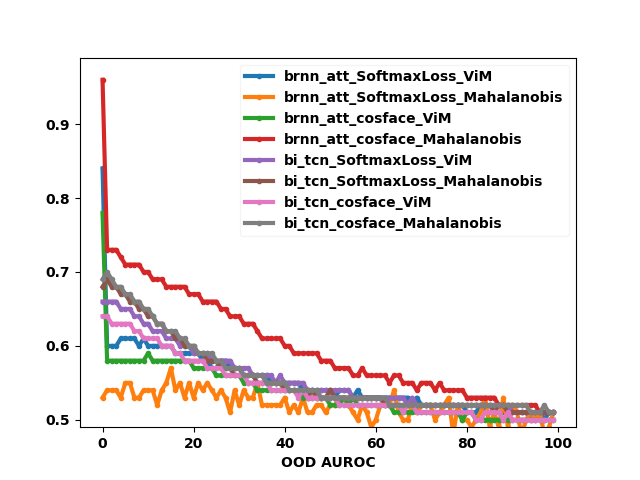 brnn_att_SoftmaxLoss_ViM
brnn_att_SoftmaxLoss_Mahalanobis
brnn_att_cosface_ViM
brnn_att_cosface_Mahalanobis
bi_tcn_SoftmaxLoss_ViM
bi_tcn_SoftmaxLoss_Mahalanobis
bi_tcn_cosface_ViM
bi_tcn_cosface_Mahalanobis
0.9
0.8
0.7
0.6
0.5
0 20 40 60 80 100
OOD AUROC